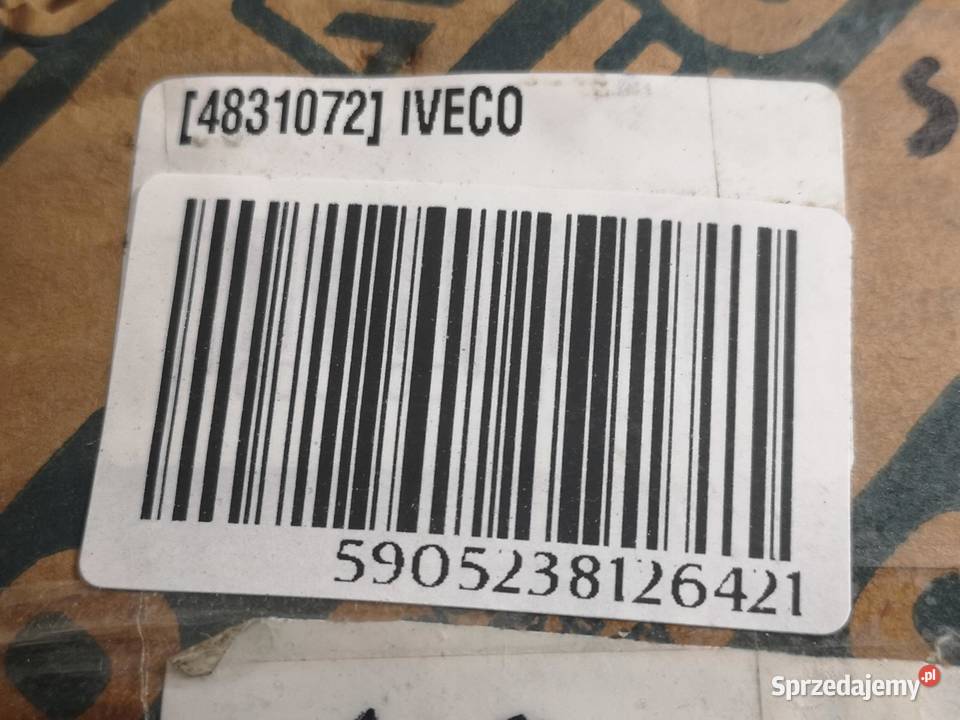 [4831072] IVECO
S
5905238126421
Sprzedajemy.pl